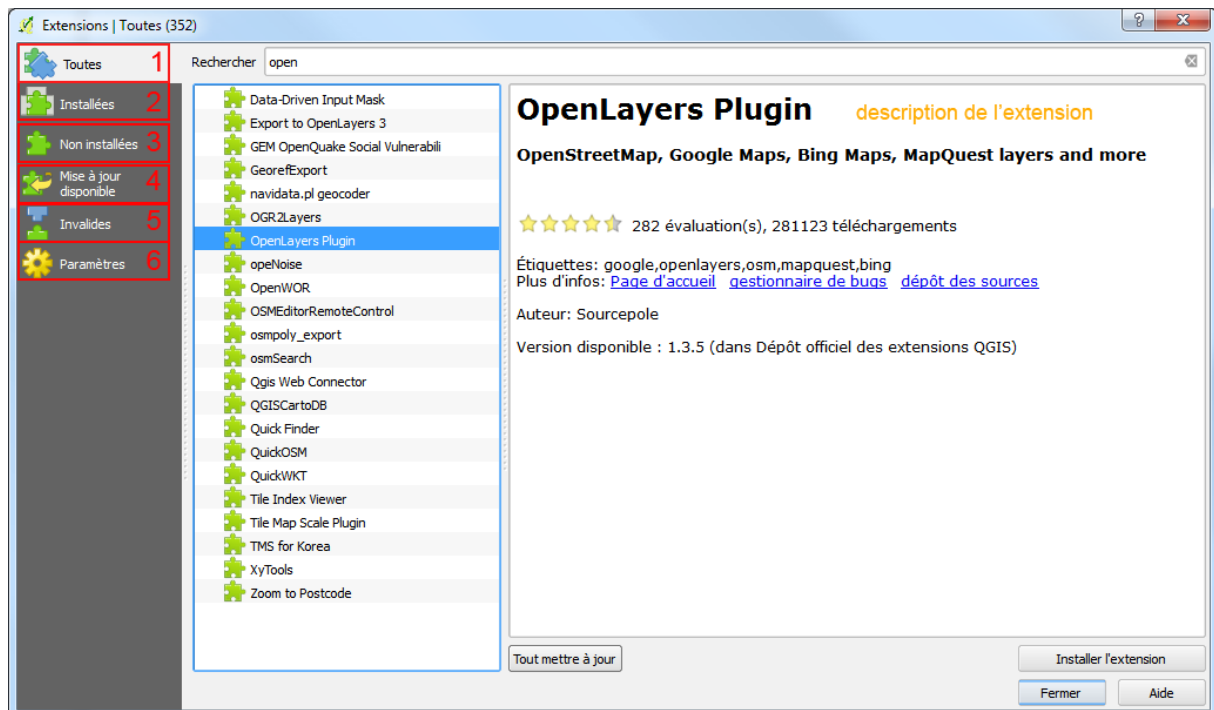 Extensions | Toutes (352)
?
X
Toutes 1
Installées 2
Non installées 3
Mise à jour
disponible 4
Invalides 5
Paramètres 6
Rechercher open
Data-Driven Input Mask
Export to OpenLayers 3
GEM OpenQuake Social Vulnerabili
GeorefExport
navidata.pl geocoder
OGR2Layers
OpenLayers Plugin
opeNoise
OpenWOR
OSMEditorRemoteControl
osmpoly_export
osmSearch
Qgis Web Connector
QGISCartoDB
Quick Finder
QuickOSM
QuickWKT
Tile Index Viewer
Tile Map Scale Plugin
TMS for Korea
XyTools
Zoom to Postcode
OpenLayers Plugin description de l'extension
OpenStreetMap, Google Maps, Bing Maps, MapQuest layers and more
282 évaluation(s), 281123 téléchargements
Étiquettes: google,openlayers,osm,mapquest,bing
Plus d'infos: Page d'accueil gestionnaire de bugs dépôt des sources
Auteur: Sourcepole
Version disponible : 1.3.5 (dans Dépôt officiel des extensions QGIS)
Tout mettre à jour
Installer l'extension
Fermer
Aide